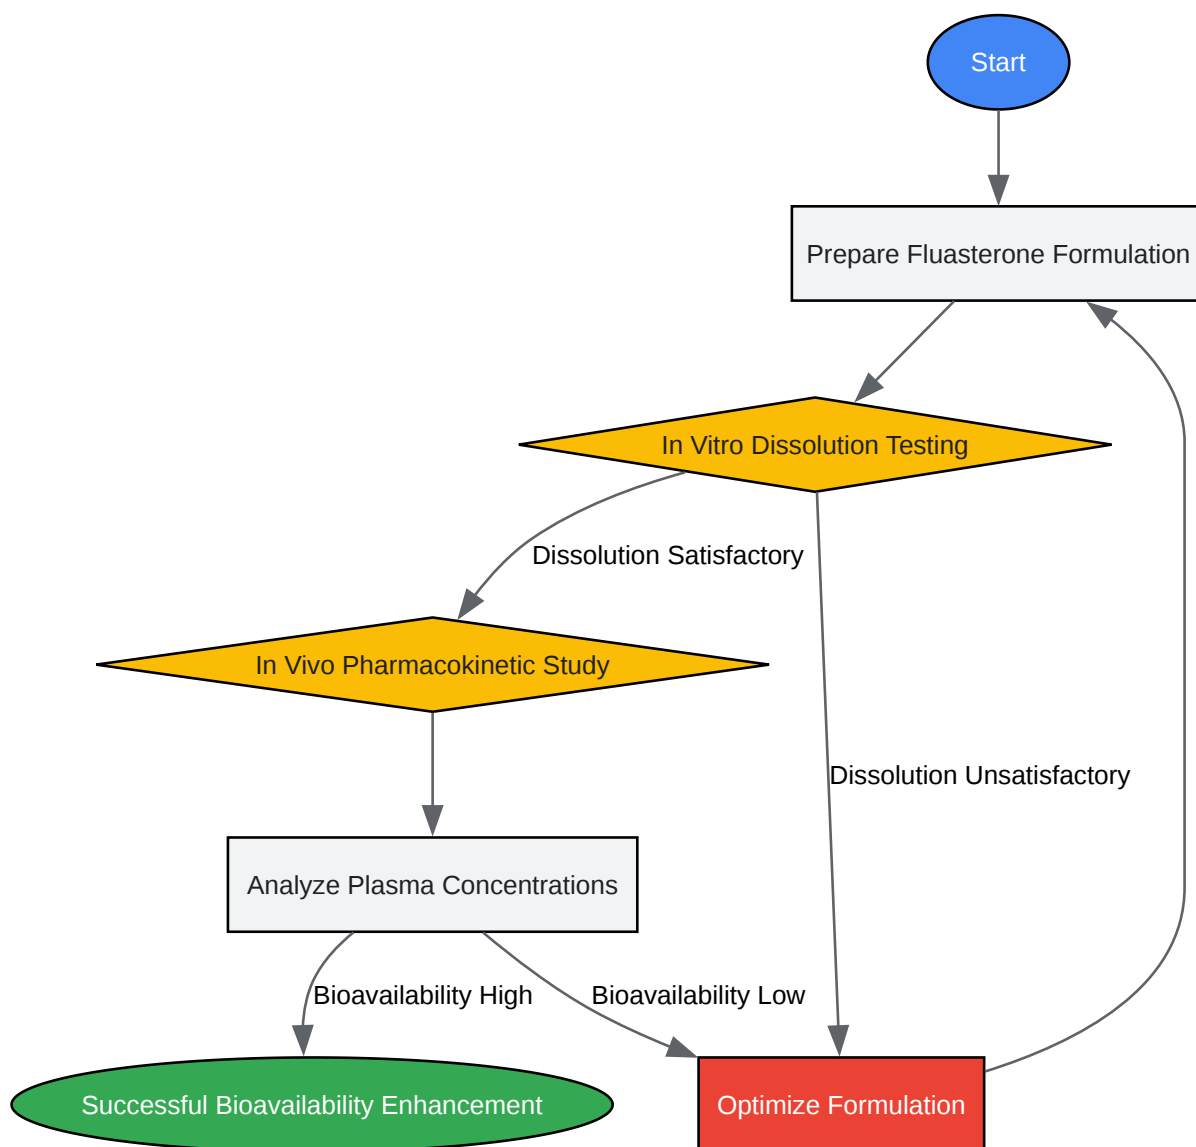 Start
Prepare Fluasterone Formulation
In Vitro Dissolution Testing
Dissolution Satisfactory
In Vivo Pharmacokinetic Study
Dissolution Unsatisfactory
Analyze Plasma Concentrations
Bioavailability High
Bioavailability Low
Successful Bioavailability Enhancement
Optimize Formulation